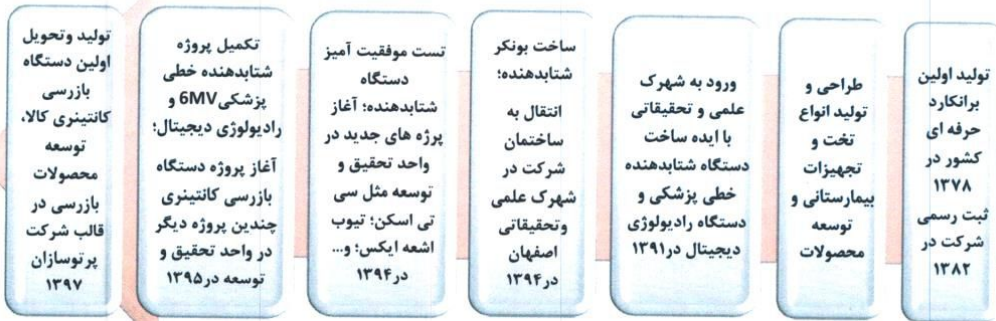 تولید اولین
برانکارد
حرفه ای
کشور در
۱۳۷۸
ثبت رسمی
شرکت در
۱۳۸۲
طراحی و
تولید انواع
تخت و
تجهیزات
بیمارستانی و
توسعه
محصولات
ورود به شهرک
علمی و تحقیقاتی
با ایده ساخت
دستگاه شتابدهنده
خطی پزشکی و
دستگاه رادیولوژی
دیجیتال در۱۳۹۱
ساخت بونکر
شتابدهنده؛
انتقال به
ساختمان
شرکت در
شهرک علمی
وتحقیقاتی
اصفهان
در۱۳۹۴
تست موفقیت آمیز
دستگاه
شتابدهنده؛ آغاز
پرژه های جدید در
واحد تحقیق و
توسعه مثل سی
تی اسکن؛ تیوب
اشعه ایکس؛ و...
در۱۳۹۴
تکمیل پروژه
شتابدهنده خطی
پزشکی6MV و
رادیولوژی دیجیتال؛
آغاز پروژه دستگاه
بازرسی کانتینری
چندین پروژه دیگر
در واحد تحقیق و
توسعه در۱۳۹۵
تولید وتحویل
اولین دستگاه
بازرسی
کانتینری کالا،
توسعه
محصولات
بازرسی در
قالب شرکت
پرتوسازان
۱۳۹۷